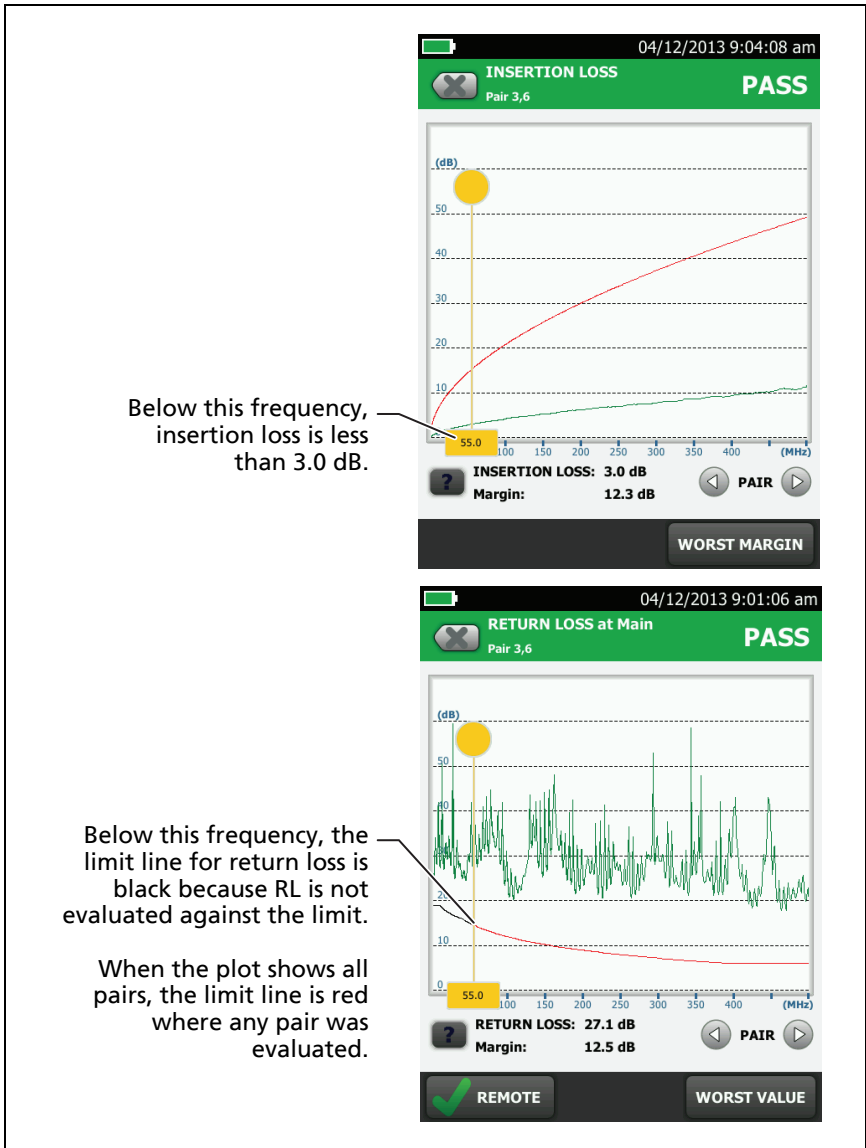 04/12/2013 9:04:08 am
INSERTION LOSS
Pair 3,6
PASS
(dB)
50
40
30
20
10
55.0
100 150 200 250 300 350 400 (MHz)
Below this frequency,
insertion loss is less
than 3.0 dB.
? INSERTION LOSS: 3.0 dB
Margin: 12.3 dB
PAIR
WORST MARGIN
04/12/2013 9:01:06 am
RETURN LOSS at Main
Pair 3,6
PASS
(dB)
50
40
30
20
10
0
55.0
100 150 200 250 300 350 400 (MHz)
Below this frequency, the
limit line for return loss is
black because RL is not
evaluated against the limit.
When the plot shows all
pairs, the limit line is red
where any pair was
evaluated.
? RETURN LOSS: 27.1 dB
Margin: 12.5 dB
PAIR
REMOTE
WORST VALUE